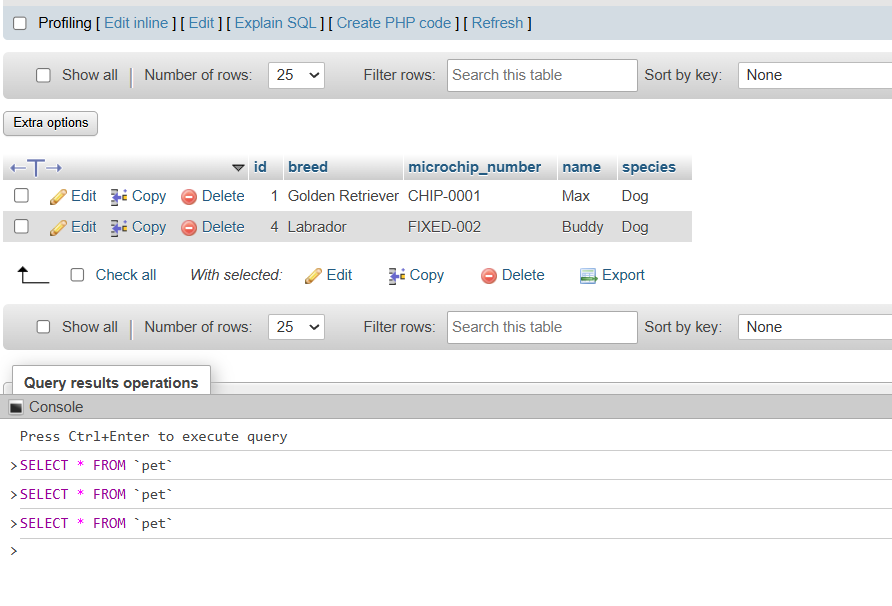 Profiling [ Edit inline ] [ Edit ] [ Explain SQL ] [ Create PHP code ] [ Refresh ]
Show all | Number of rows: 25 Filter rows: Search this table Sort by key: None
Extra options
id breed microchip_number name species
Edit Copy Delete 1 Golden Retriever CHIP-0001 Max Dog
Edit Copy Delete 4 Labrador FIXED-002 Buddy Dog
Check all With selected: Edit Copy Delete Export
Show all | Number of rows: 25 Filter rows: Search this table Sort by key: None
Query results operations
Console
Press Ctrl+Enter to execute query
>SELECT * FROM `pet`
>SELECT * FROM `pet`
>SELECT * FROM `pet`
>